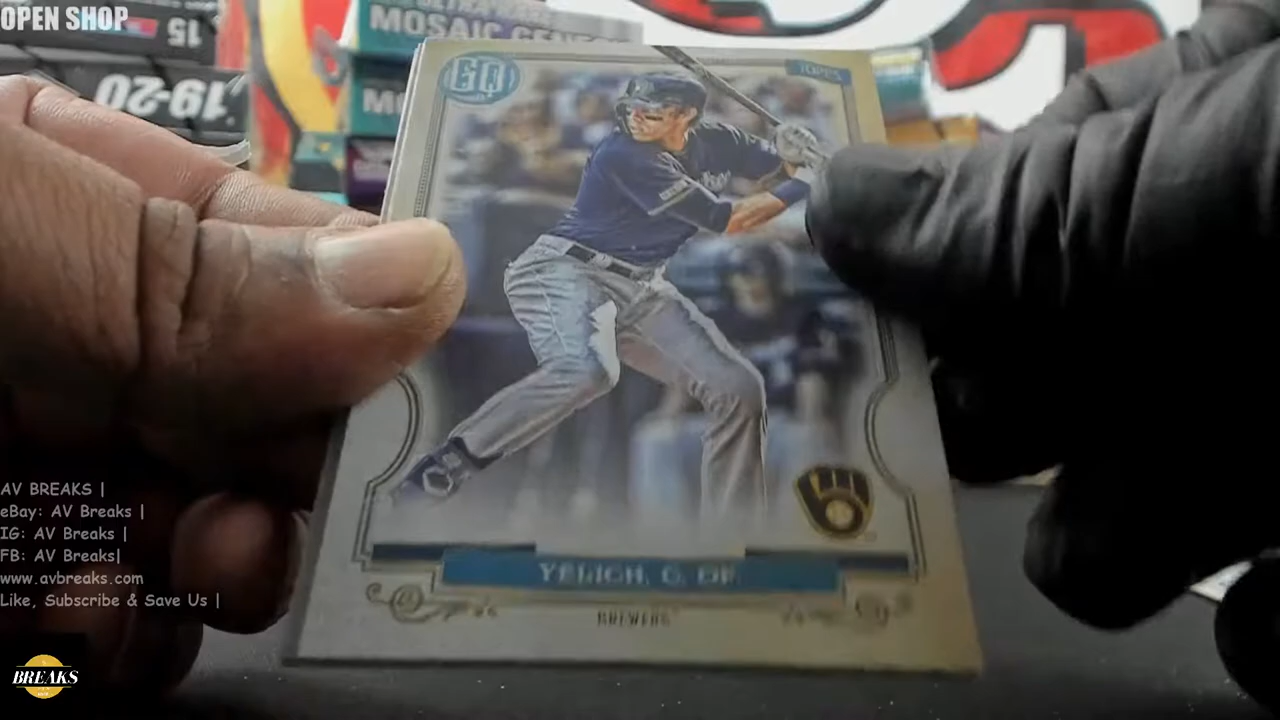 OPEN SHOP
15
MOSAIC
19-20
GQ
TOPPS
YELICH, C. OF
BREWERS
AV BREAKS |
eBay: AV Breaks |
IG: AV Breaks |
FB: AV Breaks|
www.avbreaks.com
Like, Subscribe & Save Us |
BREAKS